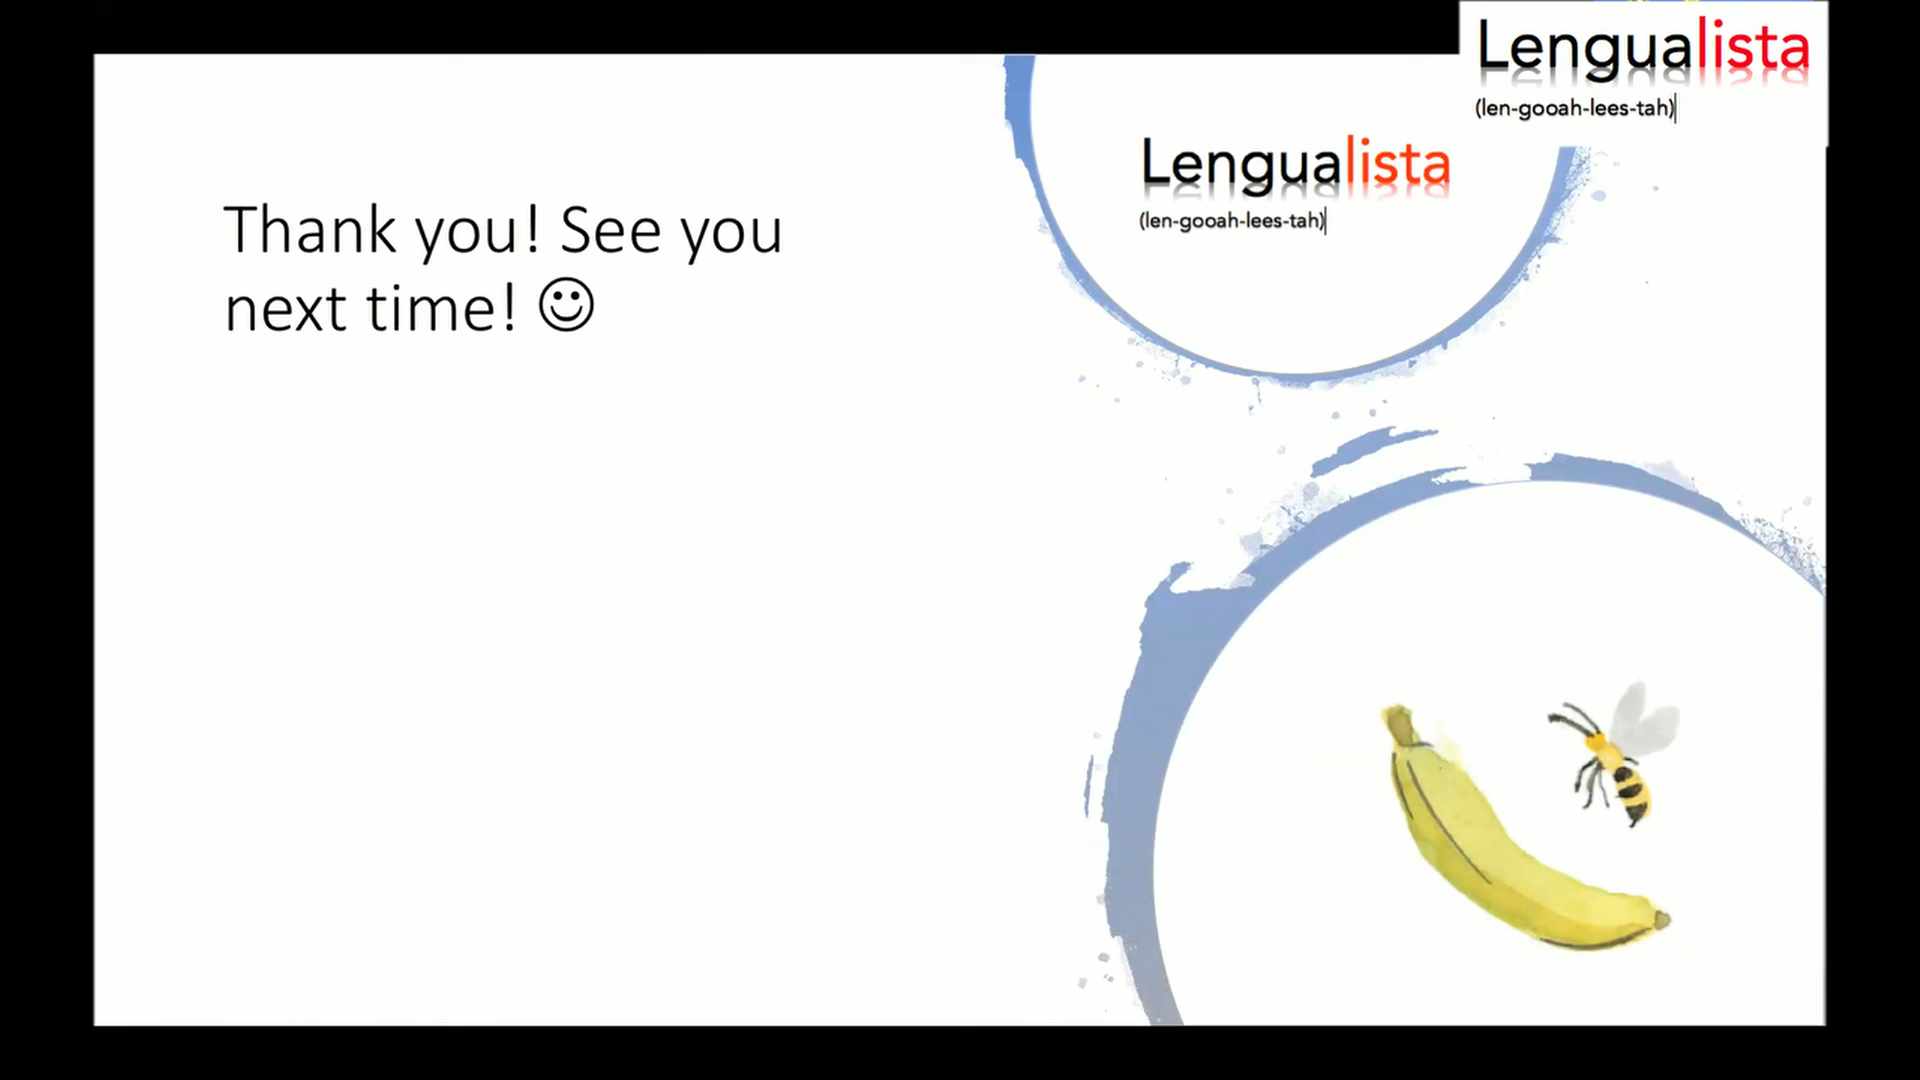 Lengualista
(len-gooah-lees-tah)
Lengualista
(len-gooah-lees-tah)
Thank you! See you
next time! ☺